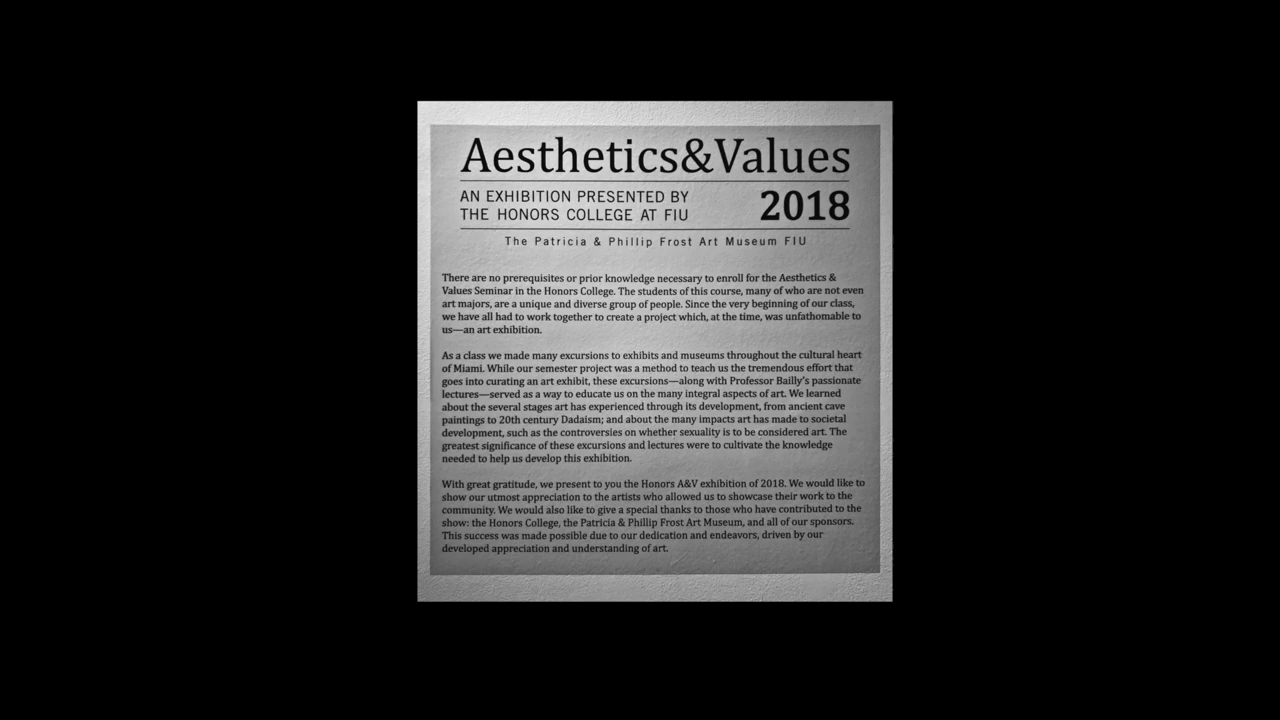 Aesthetics&Values
AN EXHIBITION PRESENTED BY
THE HONORS COLLEGE AT FIU
2018
The Patricia & Phillip Frost Art Museum FIU
There are no prerequisites or prior knowledge necessary to enroll for the Aesthetics &
Values Seminar in the Honors College. The students of this course, many of who are not even
art majors, are a unique and diverse group of people. Since the very beginning of our class,
we have all had to work together to create a project which, at the time, was unfathomable to
us—an art exhibition.
As a class we made many excursions to exhibits and museums throughout the cultural heart
of Miami. While our semester project was a method to teach us the tremendous effort that
goes into curating an art exhibit, these excursions—along with Professor Bailly's passionate
lectures—served as a way to educate us on the many integral aspects of art. We learned
about the several stages art has experienced through its development, from ancient cave
paintings to 20th century Dadaism; and about the many impacts art has made to societal
development, such as the controversies on whether sexuality is to be considered art. The
greatest significance of these excursions and lectures were to cultivate the knowledge
needed to help us develop this exhibition.
With great gratitude, we present to you the Honors A&V exhibition of 2018. We would like to
show our utmost appreciation to the artists who allowed us to showcase their work to the
community. We would also like to give a special thanks to those who have contributed to the
show: the Honors College, the Patricia & Phillip Frost Art Museum, and all of our sponsors.
This success was made possible due to our dedication and endeavors, driven by our
developed appreciation and understanding of art.